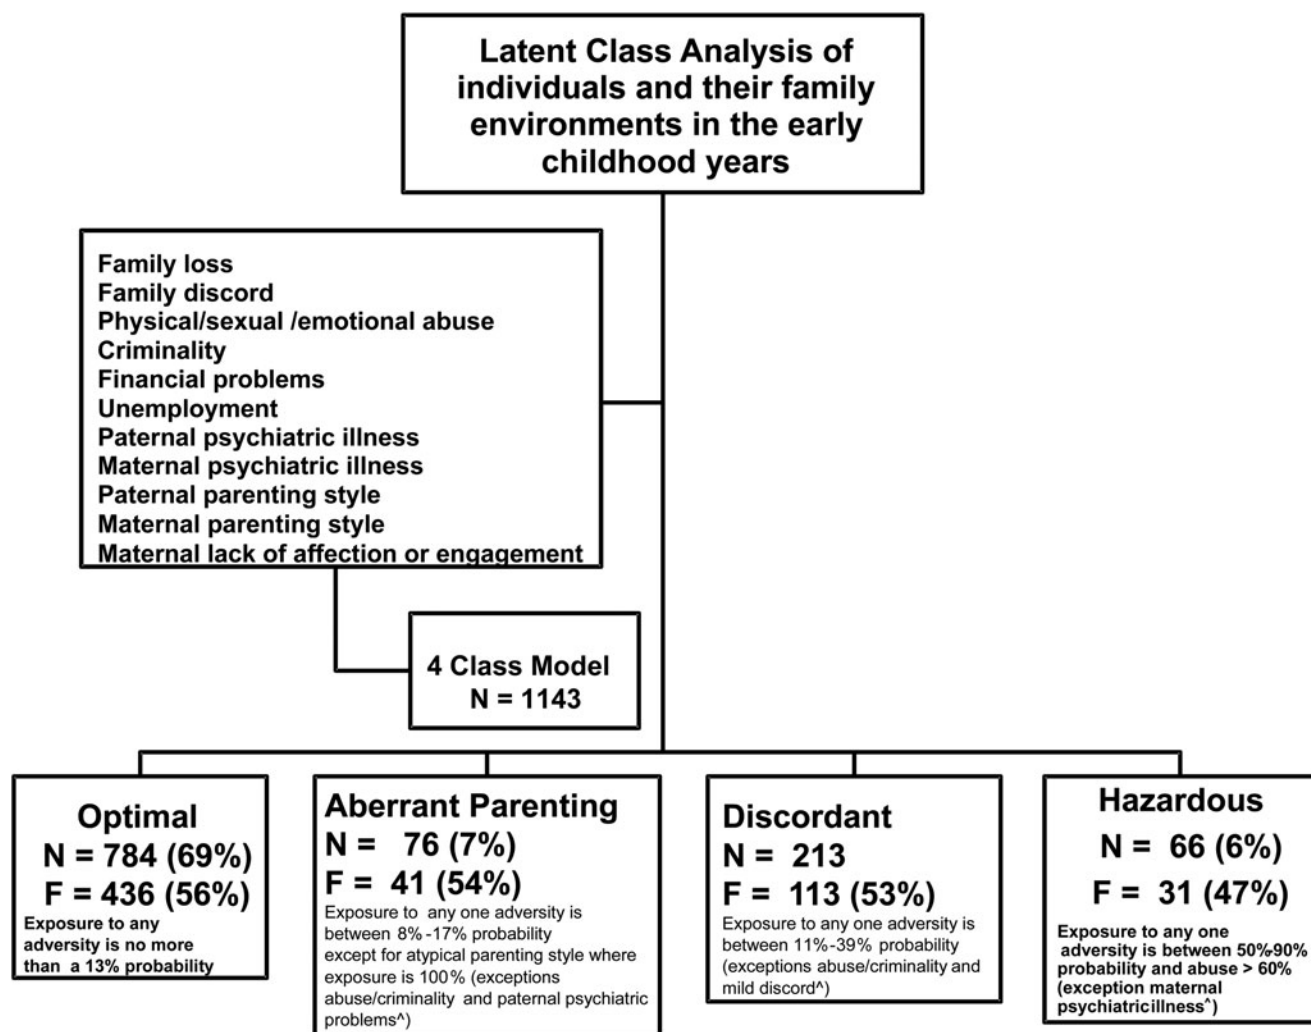 Latent Class Analysis of
individuals and their family
environments in the early
childhood years
Family loss
Family discord
Physical/sexual /emotional abuse
Criminality
Financial problems
Unemployment
Paternal psychiatric illness
Maternal psychiatric illness
Paternal parenting style
Maternal parenting style
Maternal lack of affection or engagement
4 Class Model
N = 1143
Optimal
N = 784 (69%)
F = 436 (56%)
Exposure to any
adversity is no more
than a 13% probability
Aberrant Parenting
N = 76 (7%)
F = 41 (54%)
Exposure to any one adversity is
between 8%-17% probability
except for atypical parenting style where
exposure is 100% (exceptions
abuse/criminality and paternal psychiatric
problems^)
Discordant
N = 213
F = 113 (53%)
Exposure to any one adversity is
between 11%-39% probability
(exceptions abuse/criminality and
mild discord^)
Hazardous
N = 66 (6%)
F = 31 (47%)
Exposure to any one
adversity is between 50%-90%
probability and abuse > 60%
(exception maternal
psychiatricillness^)